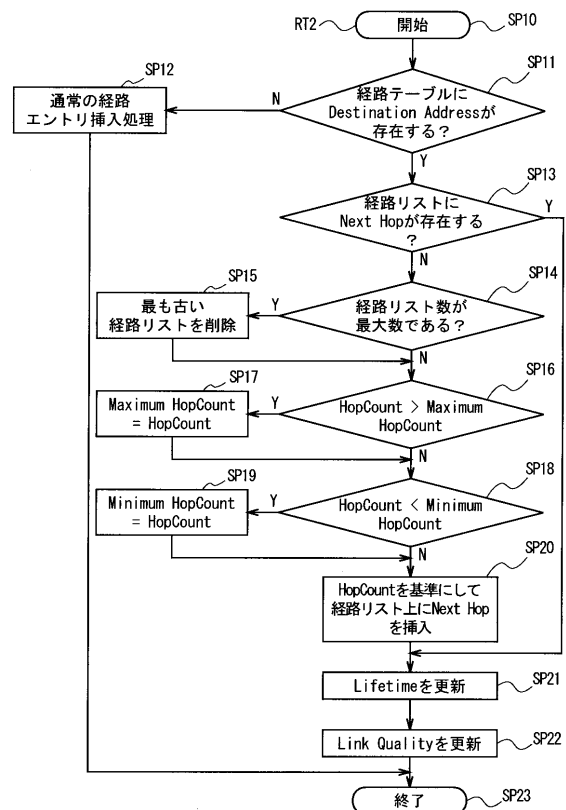 RT2
開始
SP10
SP11
経路テーブルに
Destination Addressが
存在する?
N
Y
SP12
通常の経路
エントリ挿入処理
SP13
経路リストに
Next Hopが存在する
?
Y
N
SP14
経路リスト数が
最大数である?
Y
N
SP15
最も古い
経路リストを削除
SP16
HopCount > Maximum
HopCount
Y
N
SP17
Maximum HopCount
= HopCount
SP18
HopCount < Minimum
HopCount
Y
N
SP19
Minimum HopCount
= HopCount
SP20
HopCountを基準にして
経路リスト上にNext Hop
を挿入
Lifetimeを更新
SP21
Link Qualityを更新
SP22
終了
SP23